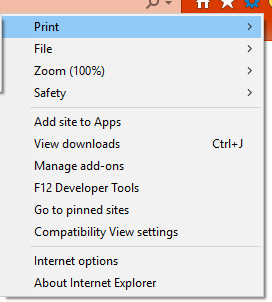 Print
File
Zoom (100%)
Safety
Add site to Apps
View downloads Ctrl+J
Manage add-ons
F12 Developer Tools
Go to pinned sites
Compatibility View settings
Internet options
About Internet Explorer